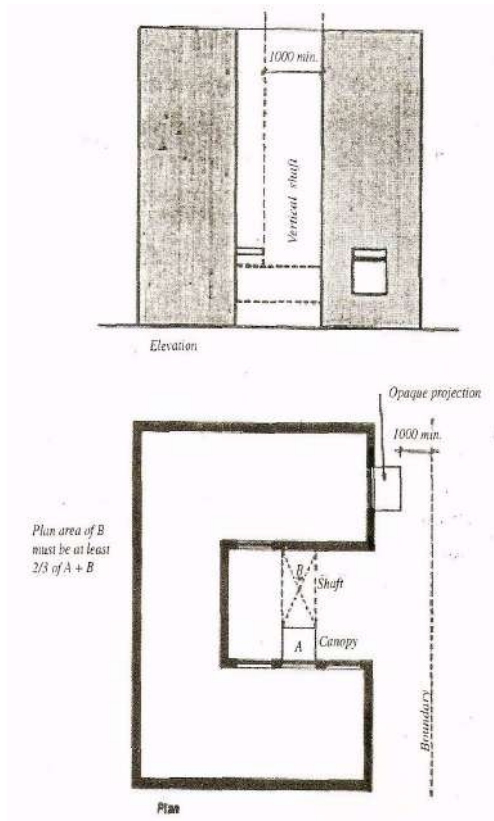 1000 min.
Vertical shaft
Elevation
Opaque projection
1000 min.
Plan area of B
must be at least
2/3 of A + B
B
Shaft
A
Canopy
Boundary
Plan